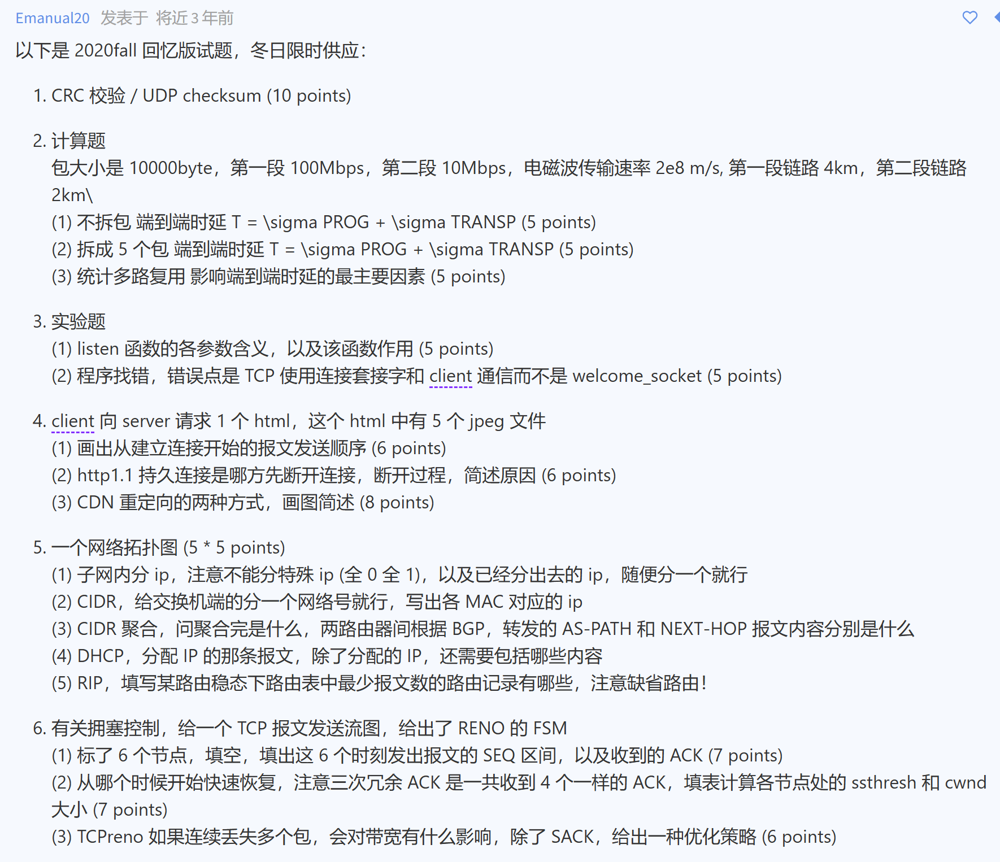 Emanual20 发表于 将近 3 年前
以下是 2020fall 回忆版试题，冬日限时供应：
1. CRC 校验 / UDP checksum (10 points)
2. 计算题
包大小是 10000byte，第一段 100Mbps，第二段 10Mbps，电磁波传输速率 2e8 m/s, 第一段链路 4km，第二段链路
2km\
(1) 不拆包 端到端时延 T = \sigma PROG + \sigma TRANSP (5 points)
(2) 拆成 5 个包 端到端时延 T = \sigma PROG + \sigma TRANSP (5 points)
(3) 统计多路复用 影响端到端时延的最主要因素 (5 points)
3. 实验题
(1) listen 函数的各参数含义，以及该函数作用 (5 points)
(2) 程序找错，错误点是 TCP 使用连接套接字和 client 通信而不是 welcome_socket (5 points)
4. client 向 server 请求 1 个 html，这个 html 中有 5 个 jpeg 文件
(1) 画出从建立连接开始的报文发送顺序 (6 points)
(2) http1.1 持久连接是哪方先断开连接，断开过程，简述原因 (6 points)
(3) CDN 重定向的两种方式，画图简述 (8 points)
5. 一个网络拓扑图 (5 * 5 points)
(1) 子网内分 ip，注意不能分特殊 ip (全 0 全 1)，以及已经分出去的 ip，随便分一个就行
(2) CIDR，给交换机端的分一个网络号就行，写出各 MAC 对应的 ip
(3) CIDR 聚合，问聚合完是什么，两路由器间根据 BGP，转发的 AS-PATH 和 NEXT-HOP 报文内容分别是什么
(4) DHCP，分配 IP 的那条报文，除了分配的 IP，还需要包括哪些内容
(5) RIP，填写某路由稳态下路由表中最少报文数的路由记录有哪些，注意缺省路由！
6. 有关拥塞控制，给一个 TCP 报文发送流图，给出了 RENO 的 FSM
(1) 标了 6 个节点，填空，填出这 6 个时刻发出报文的 SEQ 区间，以及收到的 ACK (7 points)
(2) 从哪个时候开始快速恢复，注意三次冗余 ACK 是一共收到 4 个一样的 ACK，填表计算各节点处的 ssthresh 和 cwnd
大小 (7 points)
(3) TCPreno 如果连续丢失多个包，会对带宽有什么影响，除了 SACK，给出一种优化策略 (6 points)